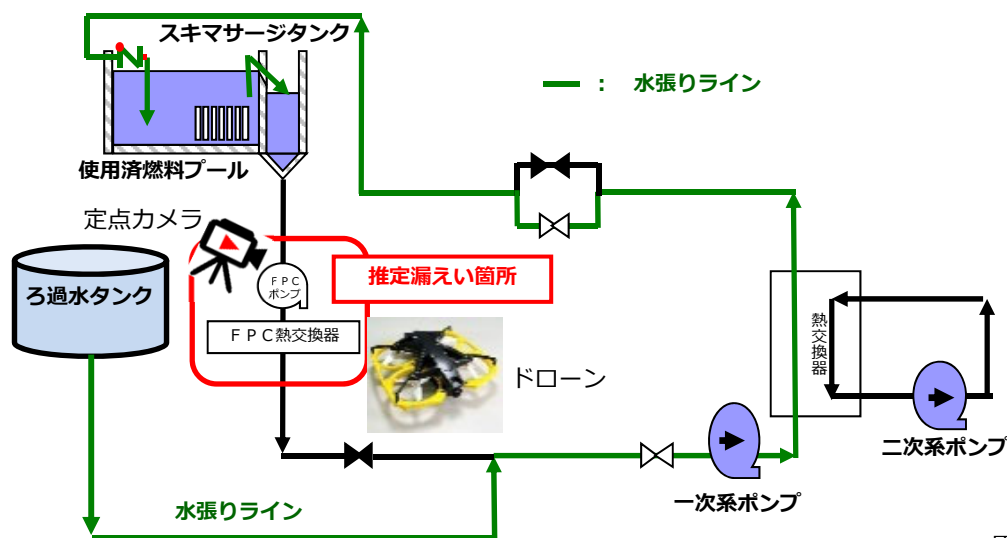 スキマサージタンク
： 水張りライン
使用済燃料プール
定点カメラ
ろ過水タンク
ＦＰＣ
ポンプ
推定漏えい箇所
ＦＰＣ熱交換器
熱交換器
ドローン
二次系ポンプ
一次系ポンプ
水張りライン